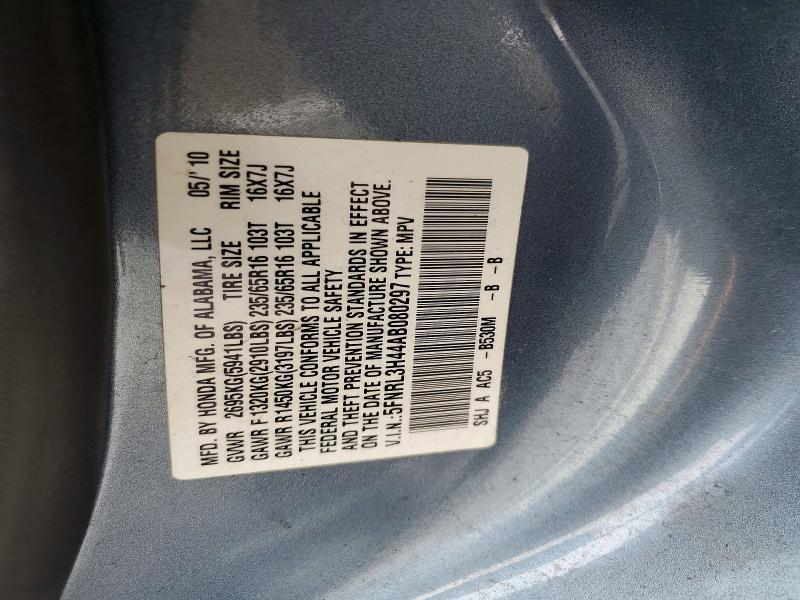 MFD. BY HONDA MFG. OF ALABAMA, LLC 05/'10
GVWR 2695KG(5941LBS) TIRE SIZE RIM SIZE
GAWR F1320KG(2910LBS) 235/65R16 103T 16X7J
GAWR R1450KG(3197LBS) 235/65R16 103T 16X7J
THIS VEHICLE CONFORMS TO ALL APPLICABLE
FEDERAL MOTOR VEHICLE SAFETY
AND THEFT PREVENTION STANDARDS IN EFFECT
ON THE DATE OF MANUFACTURE SHOWN ABOVE.
V.I.N.:5FNRL3H44AB080297 TYPE: MPV
SHJ A AC5 -B530M -B -B